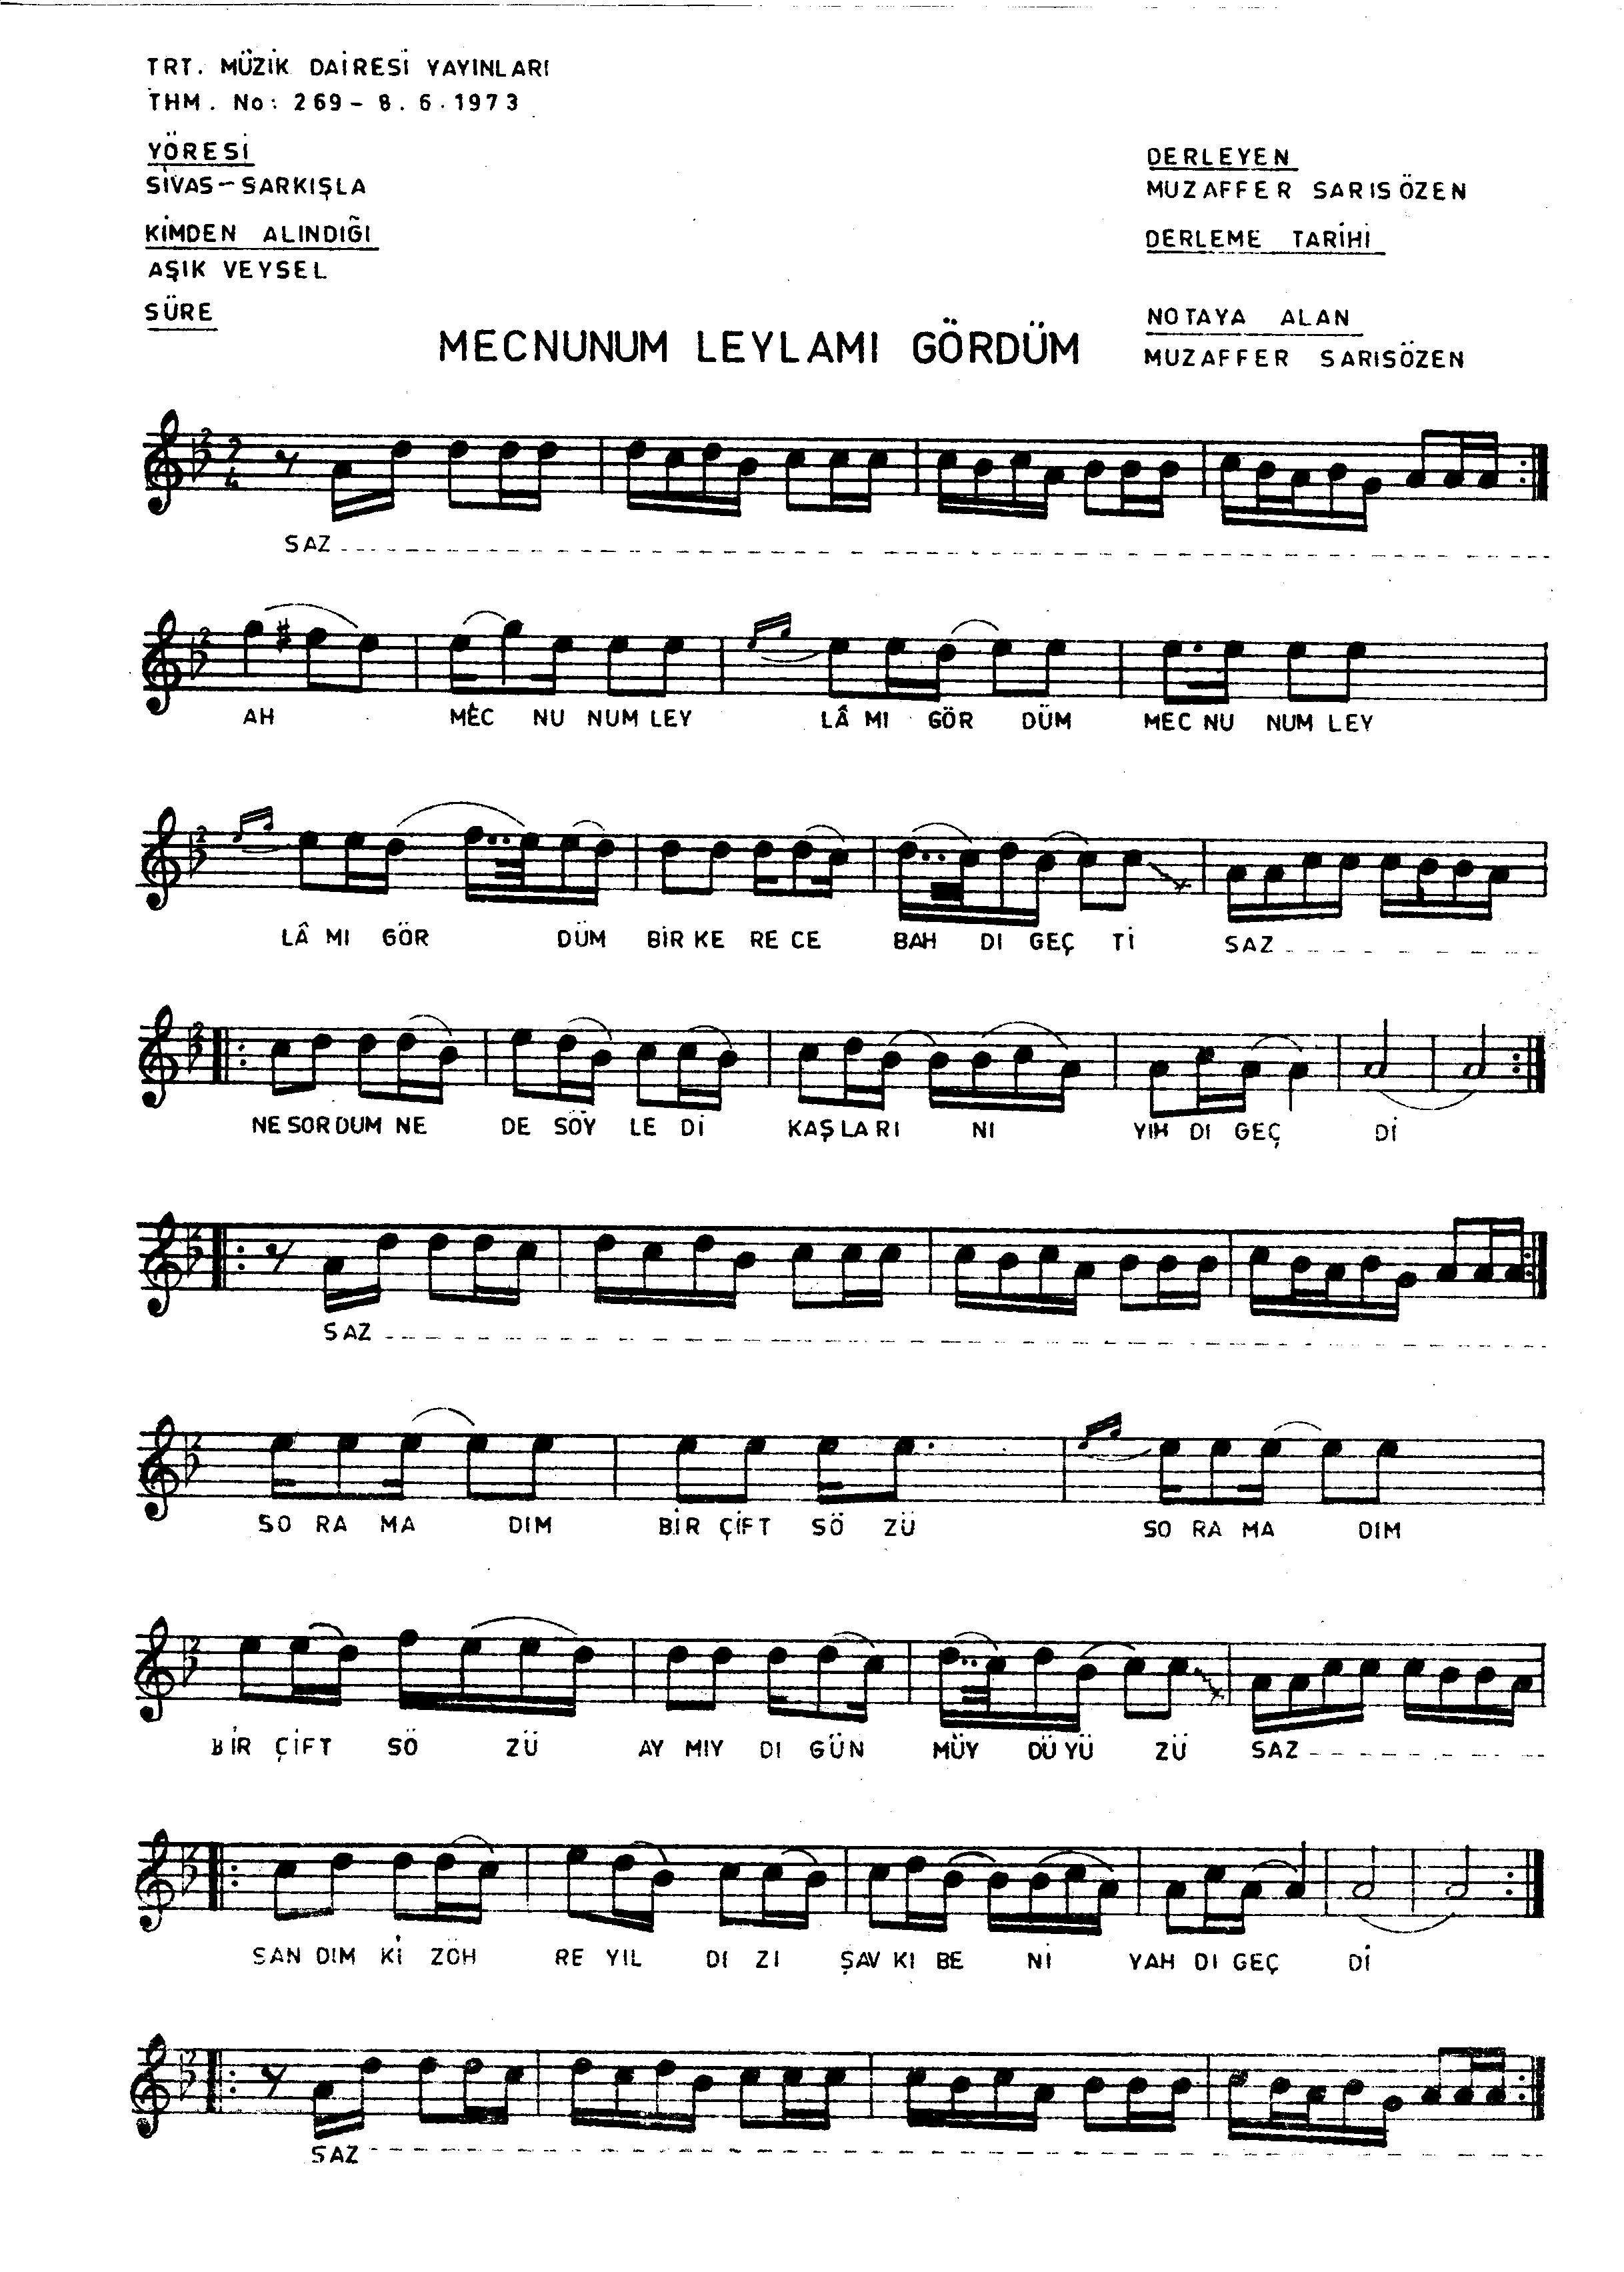 TRT. MÜZİK DAİRESİ YAYINLARI
THM. No: 269 - 8.6.1973
YÖRESİ
SİVAS-SARKIŞLA
KİMDEN ALINDIĞI
AŞIK VEYSEL
SÜRE
DERLEYEN
MUZAFFER SARISÖZEN
DERLEME TARİHİ
NOTAYA ALAN
MUZAFFER SARISÖZEN
MECNUNUM LEYLAMI GÖRDÜM
SAZ
AH MEC NU NUM LEY LÂ MI GÖR DÜM MEC NU NUM LEY
LÂ MI GÖR DÜM BİR KE RE CE BAH DI GEÇ Tİ SAZ
NE SOR DUM NE DE SÖY LE Dİ KAŞ LA RI NI YIH DI GEÇ Dİ
SAZ
SO RA MA DIM BİR ÇİFT SÖ ZÜ SO RA MA DIM
BİR ÇİFT SÖ ZÜ AY MIY DI GÜN MÜY DÜ YÜ ZÜ SAZ
SAN DIM Kİ ZÖH RE YIL DI ZI ŞAV KI BE Nİ YAH DI GEÇ Dİ
SAZ